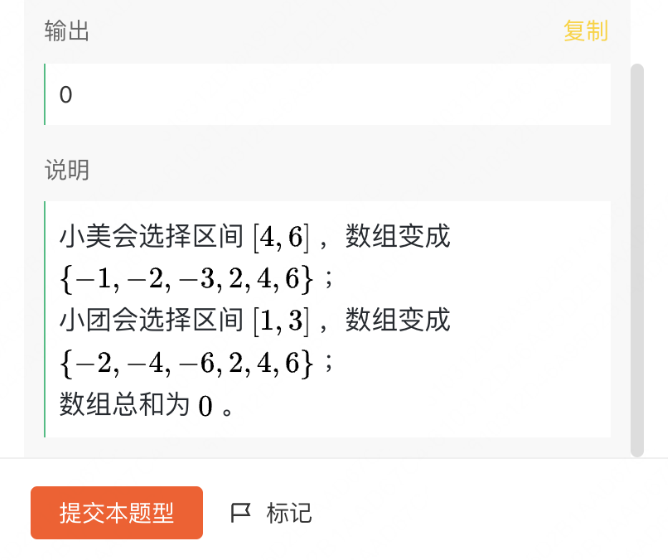 输出
复制
0
说明
小美会选择区间 [4, 6] ，数组变成
{−1, −2, −3, 2, 4, 6} ；
小团会选择区间 [1, 3] ，数组变成
{−2, −4, −6, 2, 4, 6} ；
数组总和为 0 。
提交本题型
标记